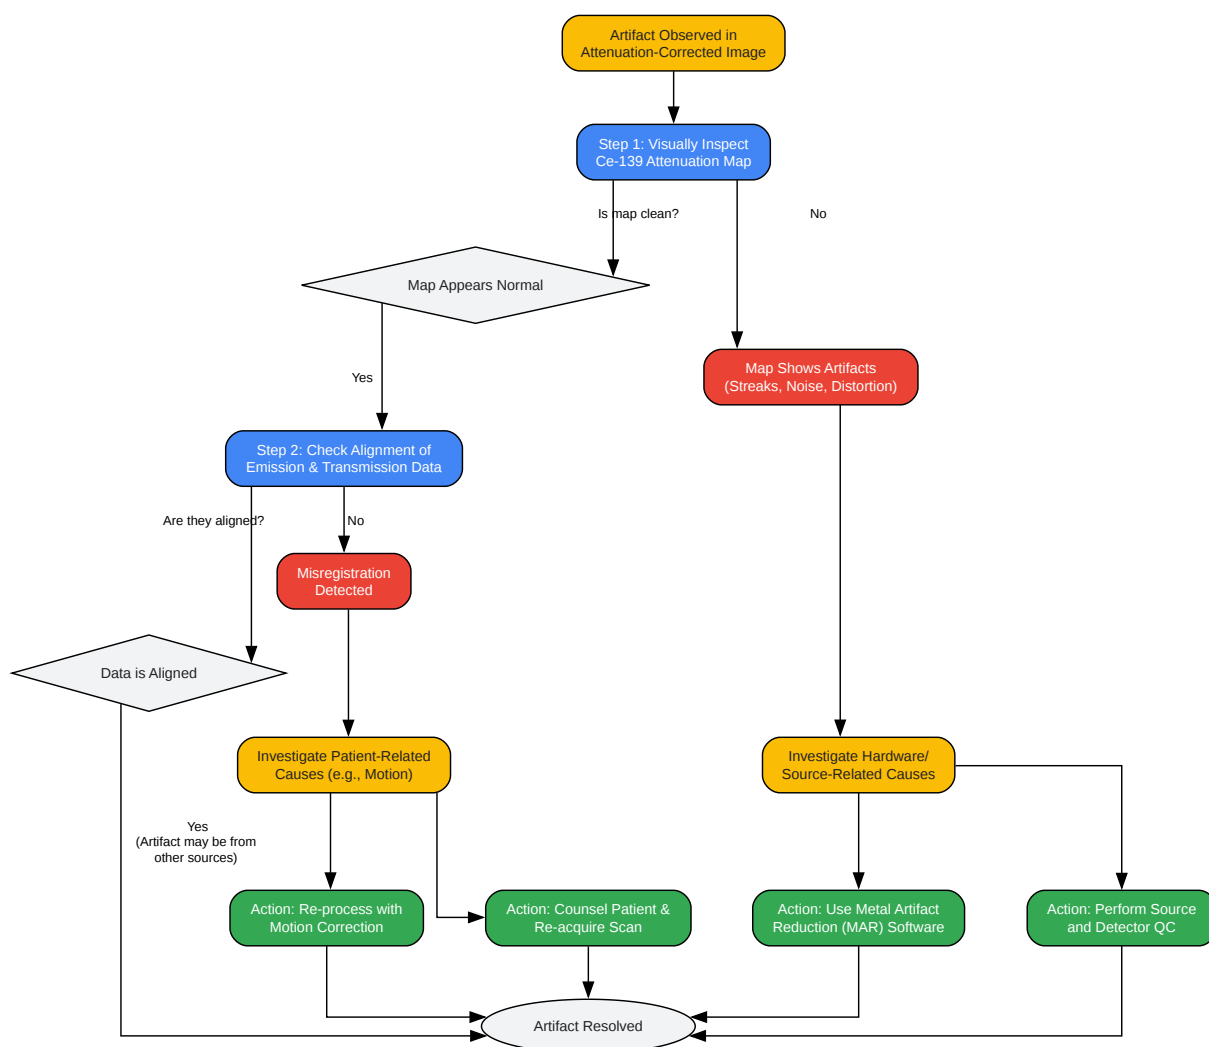 Artifact Observed in
Attenuation-Corrected Image
Step 1: Visually Inspect
Ce-139 Attenuation Map
Is map clean?
No
Map Appears Normal
Map Shows Artifacts
(Streaks, Noise, Distortion)
Yes
Step 2: Check Alignment of
Emission & Transmission Data
Are they aligned?
No
Misregistration
Detected
Data is Aligned
Investigate Patient-Related
Causes (e.g., Motion)
Investigate Hardware/
Source-Related Causes
Yes
(Artifact may be from
other sources)
Action: Re-process with
Motion Correction
Action: Counsel Patient &
Re-acquire Scan
Action: Use Metal Artifact
Reduction (MAR) Software
Action: Perform Source
and Detector QC
Artifact Resolved